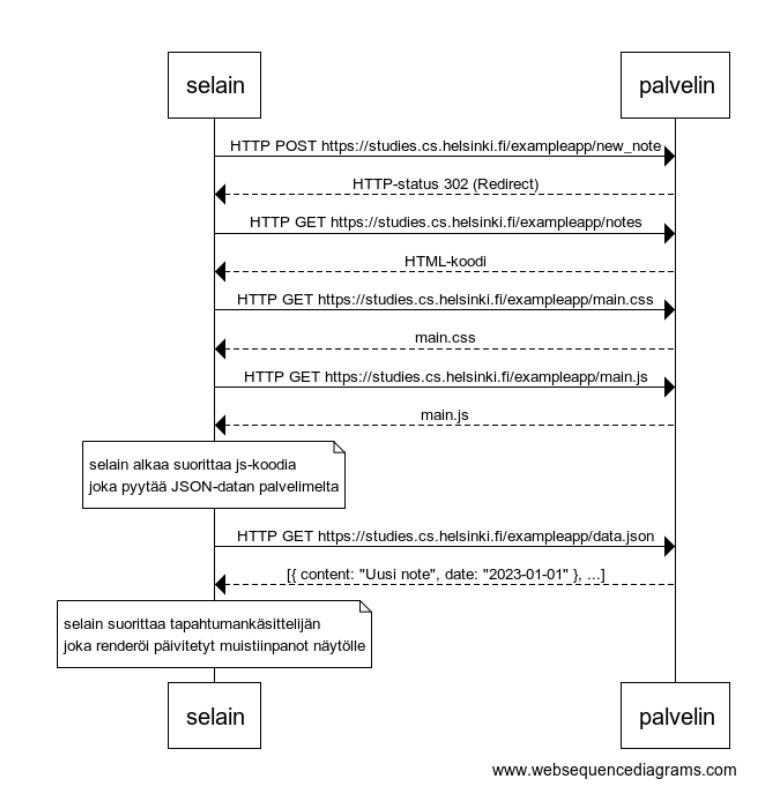 selain
palvelin
HTTP POST https://studies.cs.helsinki.fi/exampleapp/new_note
HTTP-status 302 (Redirect)
HTTP GET https://studies.cs.helsinki.fi/exampleapp/notes
HTML-koodi
HTTP GET https://studies.cs.helsinki.fi/exampleapp/main.css
main.css
HTTP GET https://studies.cs.helsinki.fi/exampleapp/main.js
main.js
selain alkaa suorittaa js-koodia
joka pyytää JSON-datan palvelimelta
HTTP GET https://studies.cs.helsinki.fi/exampleapp/data.json
[{ content: "Uusi note", date: "2023-01-01" }, ...]
selain suorittaa tapahtumankäsittelijän
joka renderöi päivitetyt muistiinpanot näytölle
selain
palvelin
www.websequencediagrams.com